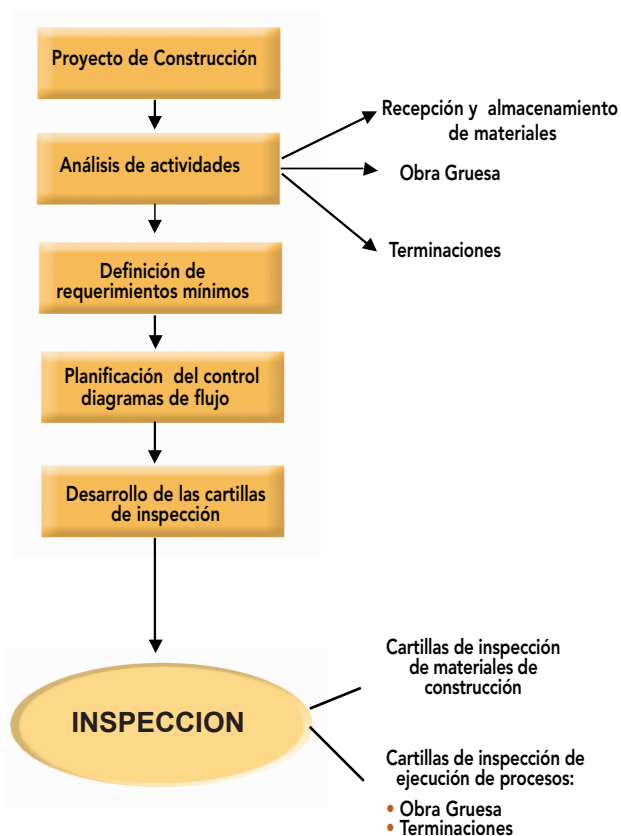 Proyecto de Construcción
Análisis de actividades
Recepción y almacenamiento
de materiales
Obra Gruesa
Terminaciones
Definición de
requerimientos mínimos
Planificación del control
diagramas de flujo
Desarrollo de las cartillas
de inspección
INSPECCION
Cartillas de inspección
de materiales de
construcción
Cartillas de inspección de
ejecución de procesos:
• Obra Gruesa
• Terminaciones